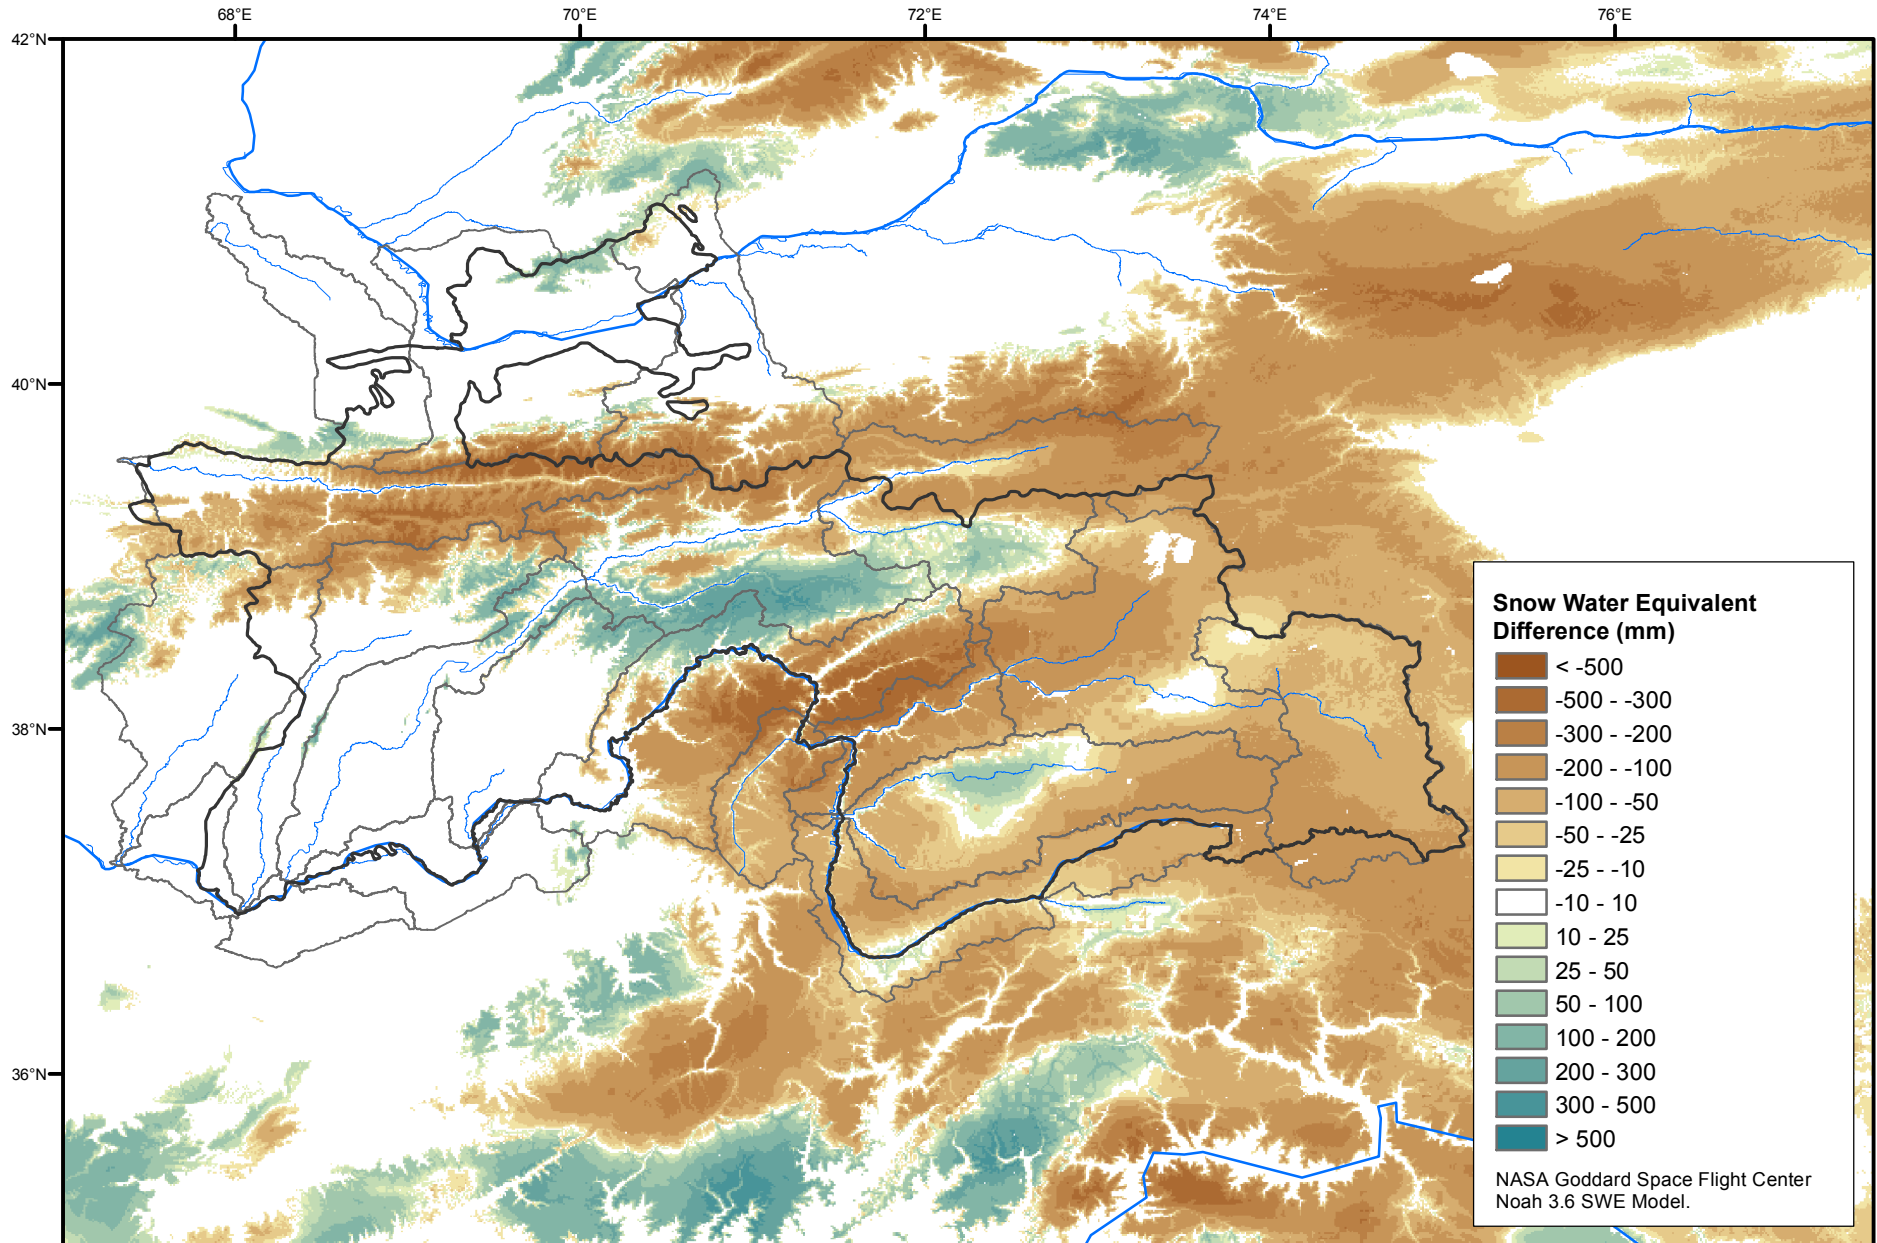 68°E 70°E 72°E 74°E 76°E
42°N
40°N
38°N
36°N
Snow Water Equivalent
Difference (mm)
< -500
-500 - -300
-300 - -200
-200 - -100
-100 - -50
-50 - -25
-25 - -10
-10 - 10
10 - 25
25 - 50
50 - 100
100 - 200
200 - 300
300 - 500
> 500
NASA Goddard Space Flight Center
Noah 3.6 SWE Model.